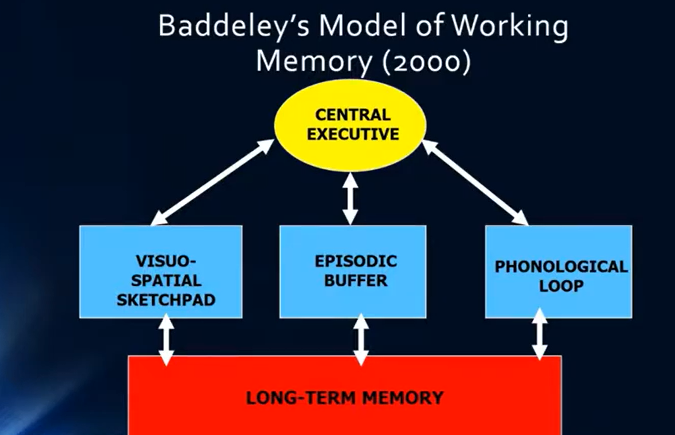 Baddeley's Model of Working
Memory (2000)
CENTRAL
EXECUTIVE
VISUO-
SPATIAL
SKETCHPAD
EPISODIC
BUFFER
PHONOLOGICAL
LOOP
LONG-TERM MEMORY